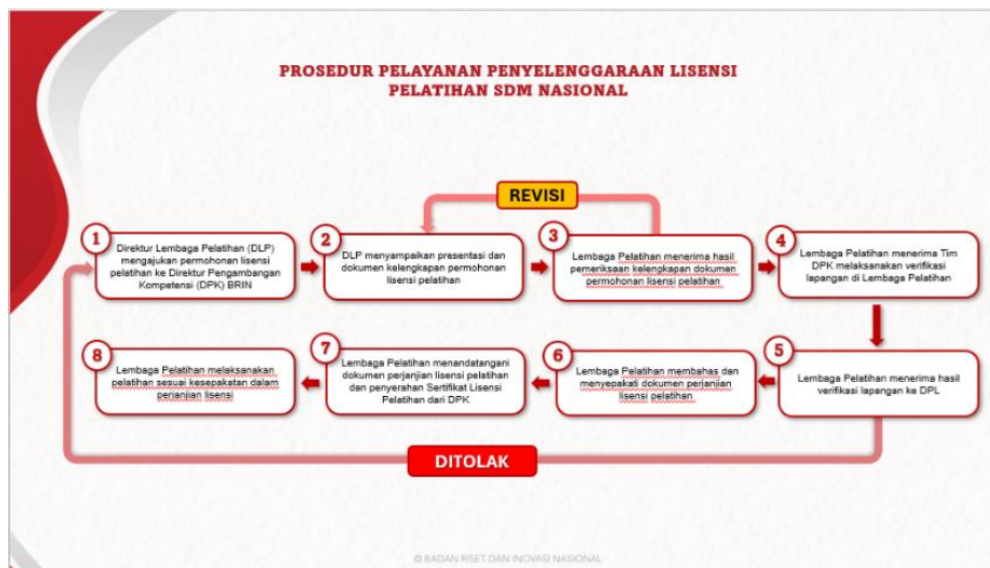 PROSEDUR PELAYANAN PENYELENGGARAAN LISENSI
PELATIHAN SDM NASIONAL
REVISI
1
Direktur Lembaga Pelatihan (DLP)
mengajukan permohonan lisensi
pelatihan ke Direktur Pengambangan
Kompetensi (DPK) BRIN
2
DLP menyampaikan presentasi dan
dokumen kelengkapan permohonan
lisensi pelatihan
3
Lembaga Pelatihan menerima hasil
pemeriksaan kelengkapan dokumen
permohonan lisensi pelatihan
4
Lembaga Pelatihan menerima Tim
DPK melaksanakan verifikasi
lapangan di Lembaga Pelatihan
5
Lembaga Pelatihan menerima hasil
verifikasi lapangan ke DPL
6
Lembaga Pelatihan membahas dan
menyepakati dokumen perjanjian
lisensi pelatihan
7
Lembaga Pelatihan menandatangani
dokumen perjanjian lisensi pelatihan
dan penyerahan Sertifikat Lisensi
Pelatihan dari DPK
8
Lembaga Pelatihan melaksanakan
pelatihan sesuai kesepakatan dalam
perjanjian lisensi
DITOLAK
© BADAN RISET DAN INOVASI NASIONAL